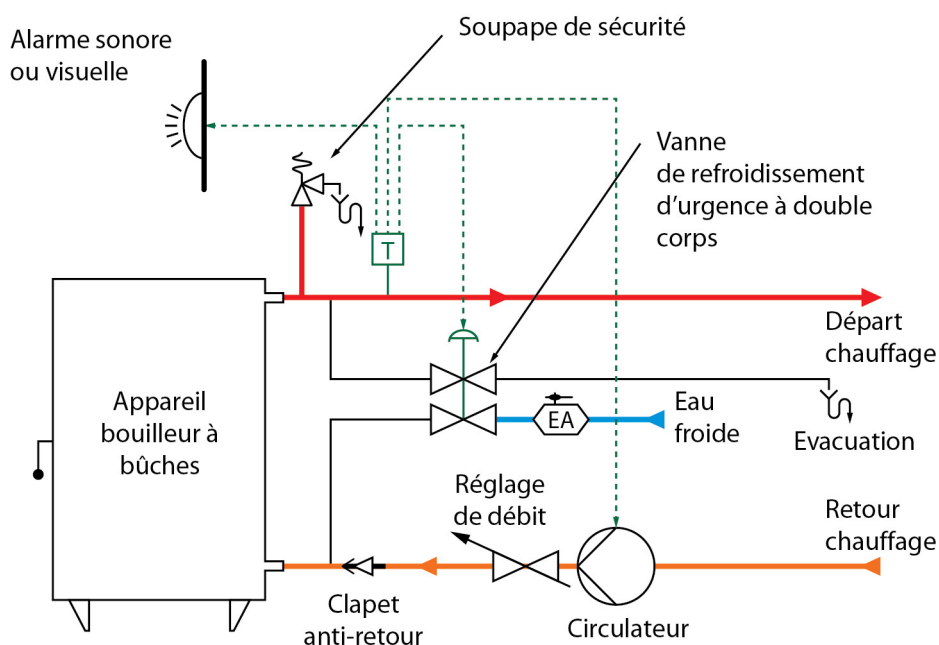 Alarme sonore
ou visuelle
Soupape de sécurité
Vanne
de refroidissement
d'urgence à double
corps
T
Départ
chauffage
Appareil
bouilleur à
bûches
EA
Eau
froide
Evacuation
Réglage
de débit
Retour
chauffage
Clapet
anti-retour
Circulateur